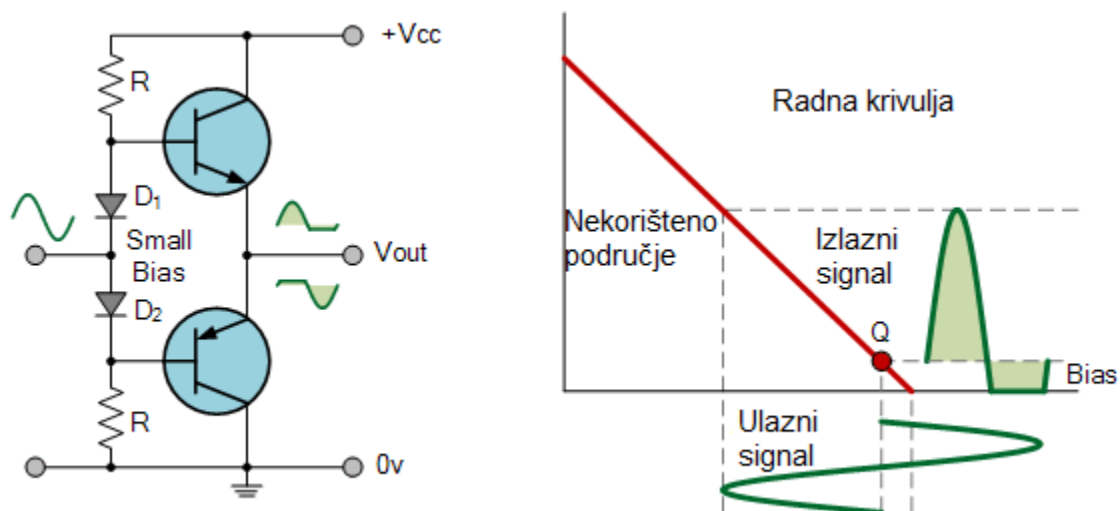 +Vcc
R
D1
Small
Bias
Vout
D2
R
0v
Radna krivulja
Nekorišteno
područje
Izlazni
signal
Q
Bias
Ulazni
signal